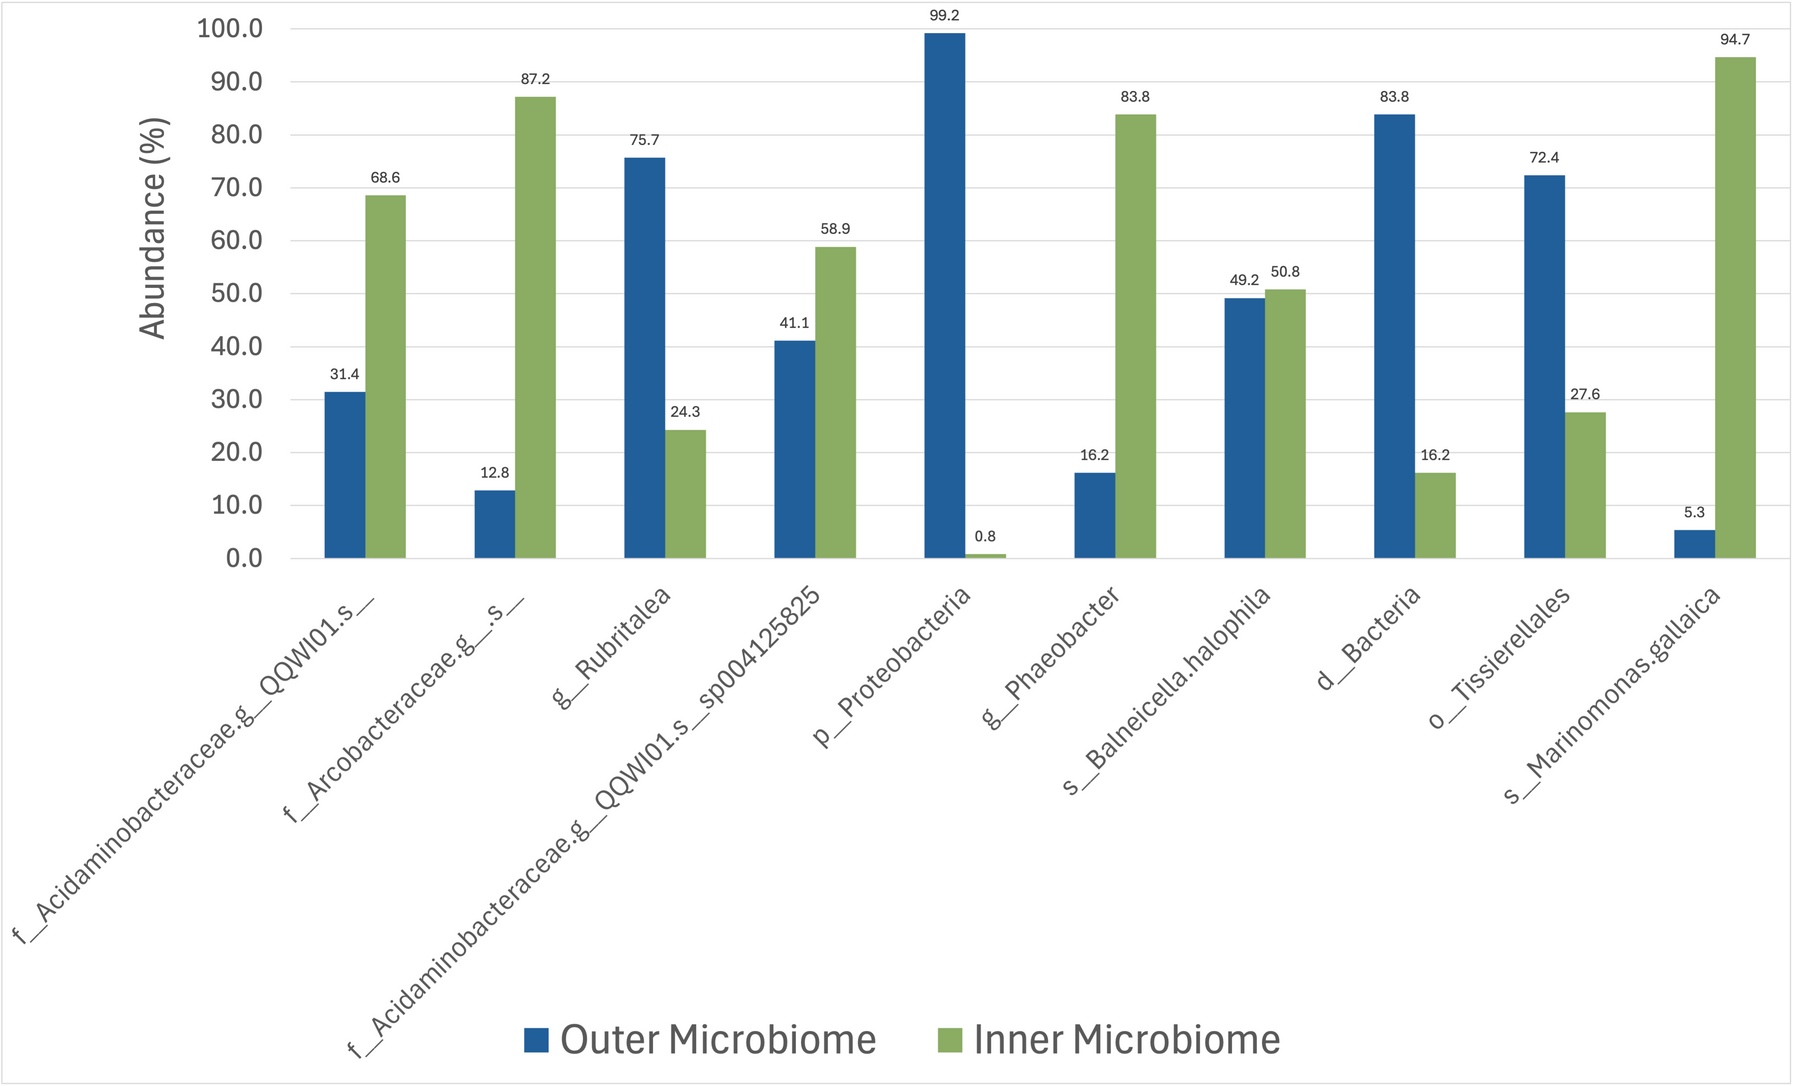 Abundance (%)
100.0
90.0
80.0
70.0
60.0
50.0
40.0
30.0
20.0
10.0
0.0
31.4
68.6
12.8
87.2
75.7
24.3
41.1
58.9
99.2
0.8
16.2
83.8
49.2
50.8
83.8
16.2
72.4
27.6
5.3
94.7
f__Acidaminobacteraceae.g__QQWI01.s__
f__Arcobacteraceae.g__.s__
g__Rubritalea
f__Acidaminobacteraceae.g__QQWI01.s__sp004125825
p__Proteobacteria
g__Phaeobacter
s__Balneicella.halophila
d__Bacteria
o__Tissierellales
s__Marinomonas.gallaica
Outer Microbiome
Inner Microbiome